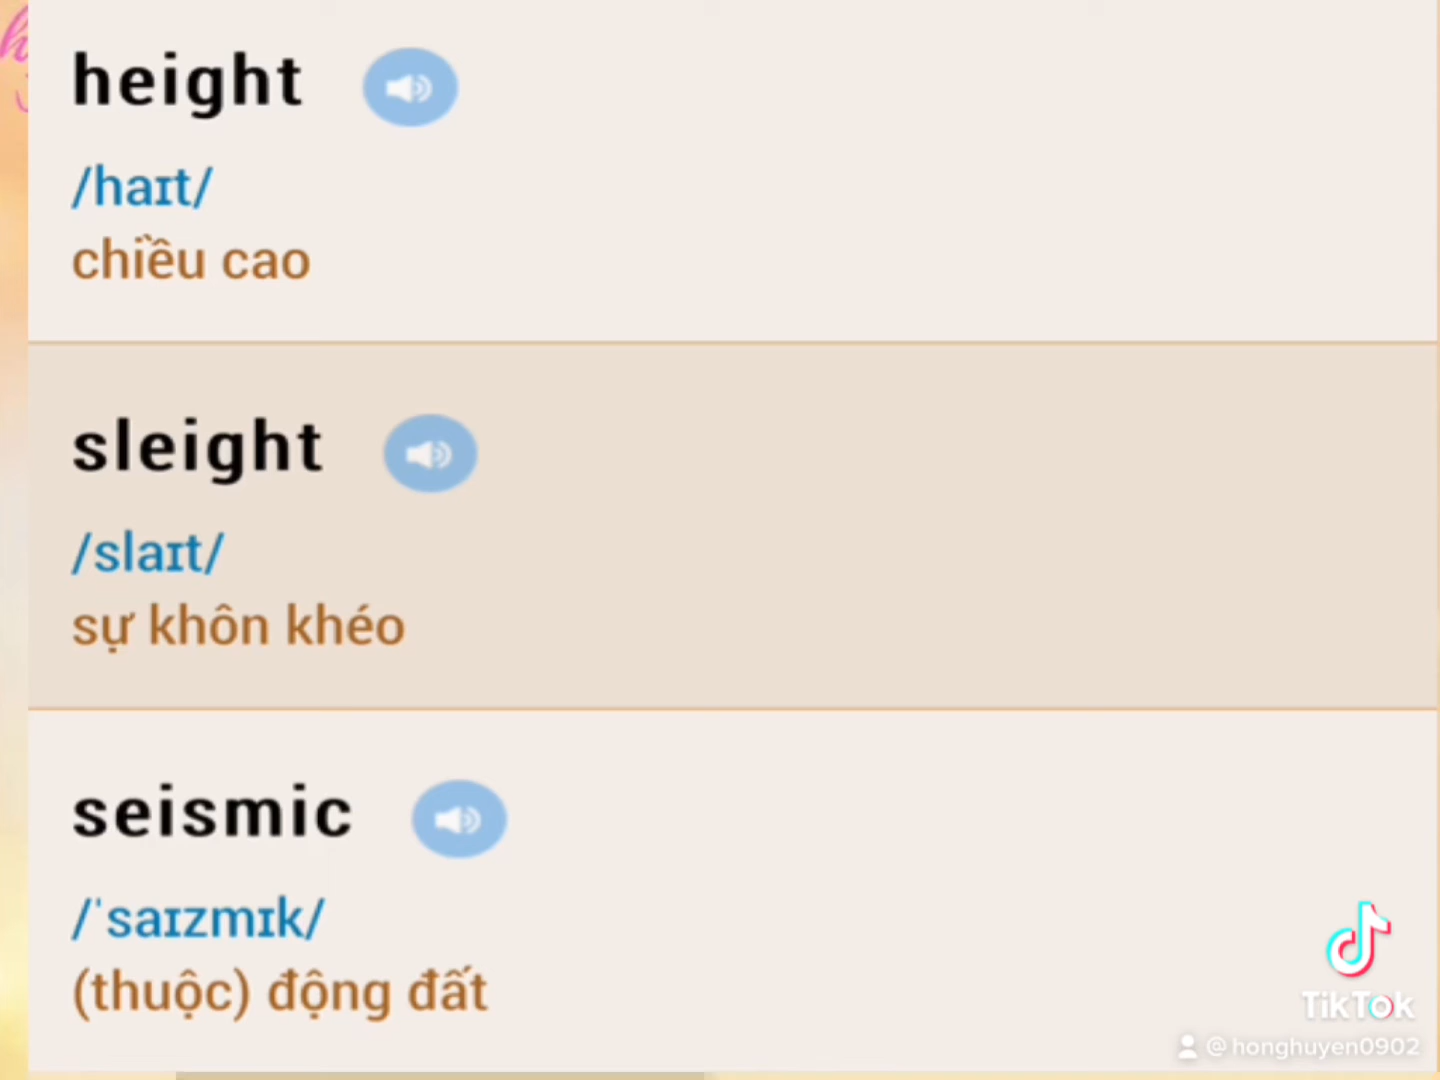 height
/haɪt/
chiều cao
sleight
/slaɪt/
sự khôn khéo
seismic
/ˈsaɪzmɪk/
(thuộc) động đất
TikTok
@honghuyen0902